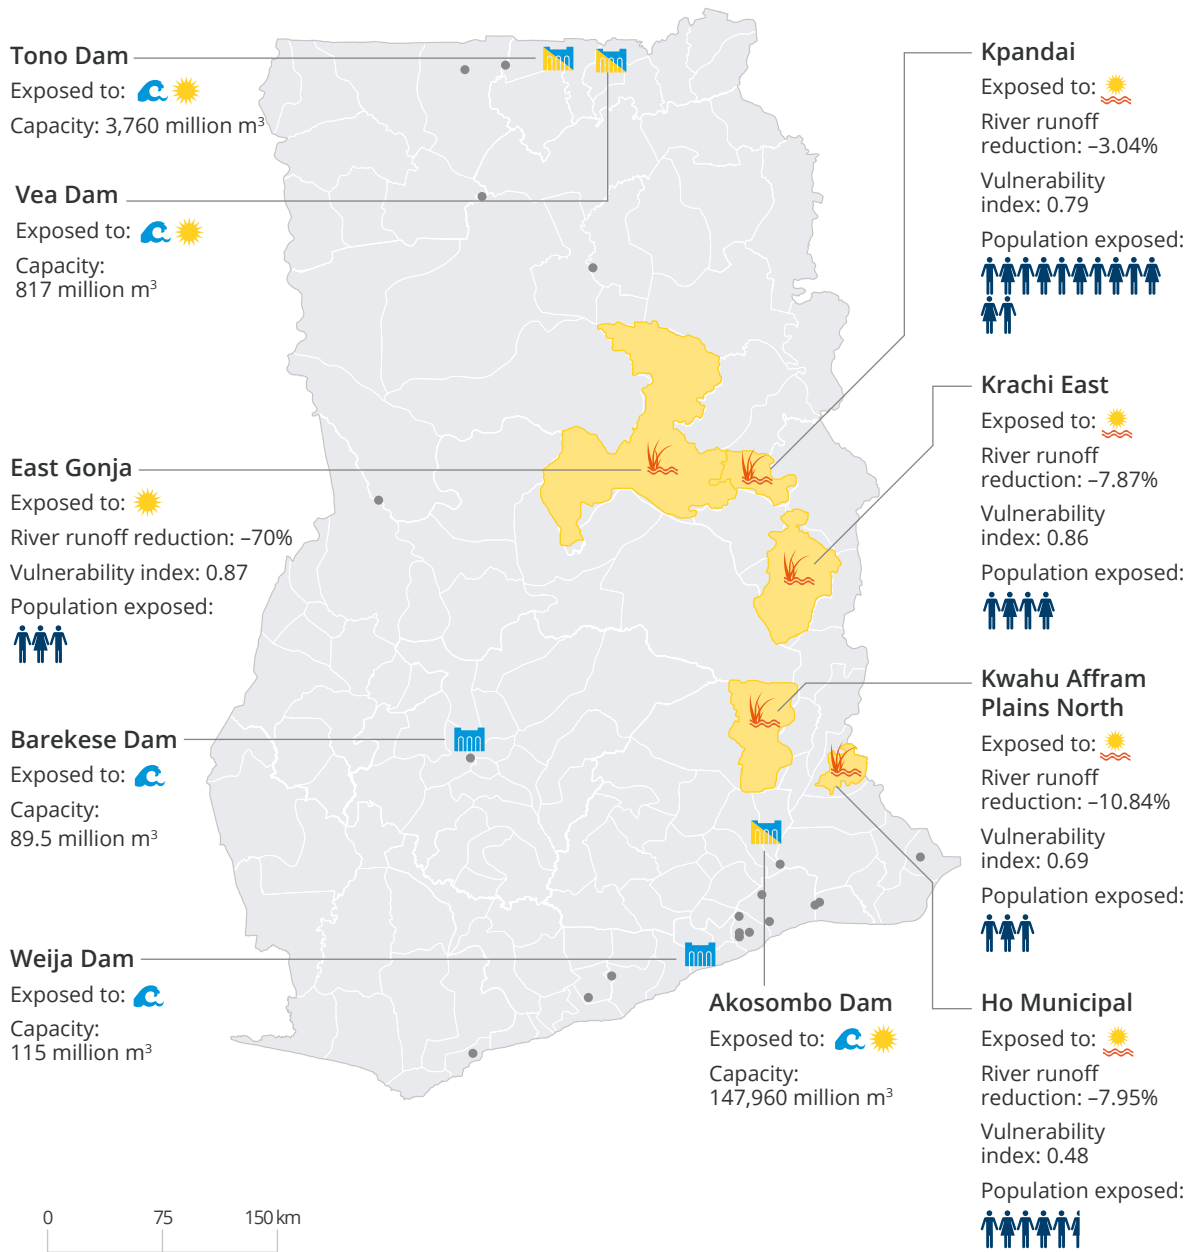 Tono Dam
Exposed to:
Capacity: 3,760 million m³
Vea Dam
Exposed to:
Capacity:
817 million m³
East Gonja
Exposed to:
River runoff reduction: –70%
Vulnerability index: 0.87
Population exposed:
Barekese Dam
Exposed to:
Capacity:
89.5 million m³
Weija Dam
Exposed to:
Capacity:
115 million m³
Akosombo Dam
Exposed to:
Capacity:
147,960 million m³
Kpandai
Exposed to:
River runoff
reduction: –3.04%
Vulnerability
index: 0.79
Population exposed:
Krachi East
Exposed to:
River runoff
reduction: –7.87%
Vulnerability
index: 0.86
Population exposed:
Kwahu Affram
Plains North
Exposed to:
River runoff
reduction: –10.84%
Vulnerability
index: 0.69
Population exposed:
Ho Municipal
Exposed to:
River runoff
reduction: –7.95%
Vulnerability
index: 0.48
Population exposed:
0 75 150 km